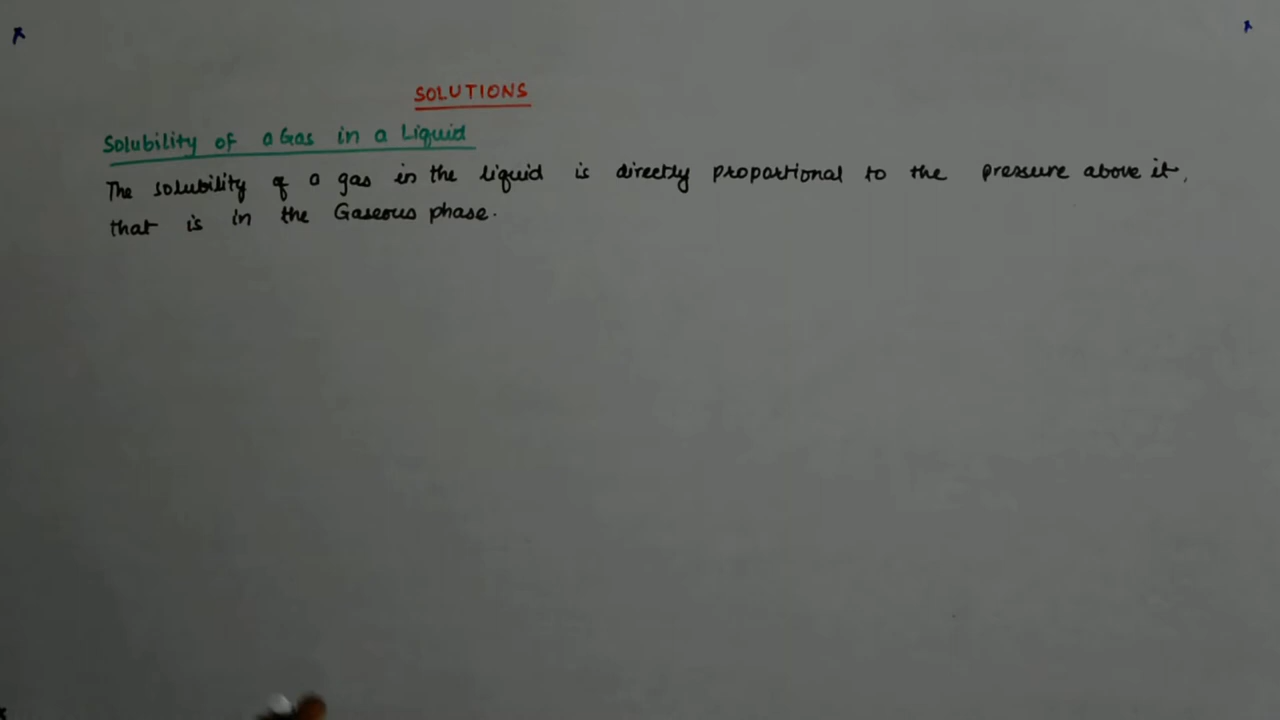 SOLUTIONS
Solubility of a Gas in a Liquid
The solubility of a gas in the liquid is directly proportional to the pressure above it,
that is in the Gaseous phase.